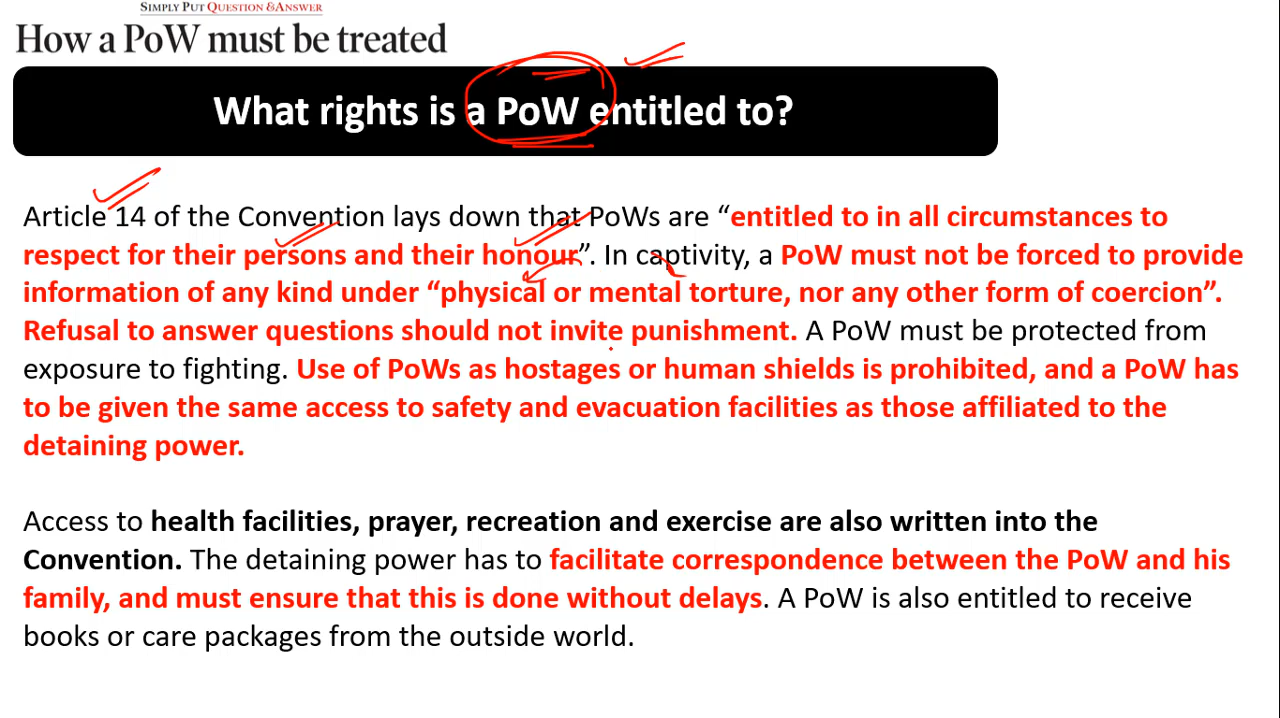 SIMPLY PUT QUESTION &ANSWER
How a PoW must be treated
What rights is a PoW entitled to?
Article 14 of the Convention lays down that PoWs are “entitled to in all circumstances to
respect for their persons and their honour”. In captivity, a PoW must not be forced to provide
information of any kind under “physical or mental torture, nor any other form of coercion”.
Refusal to answer questions should not invite punishment. A PoW must be protected from
exposure to fighting. Use of PoWs as hostages or human shields is prohibited, and a PoW has
to be given the same access to safety and evacuation facilities as those affiliated to the
detaining power.
Access to health facilities, prayer, recreation and exercise are also written into the
Convention. The detaining power has to facilitate correspondence between the PoW and his
family, and must ensure that this is done without delays. A PoW is also entitled to receive
books or care packages from the outside world.